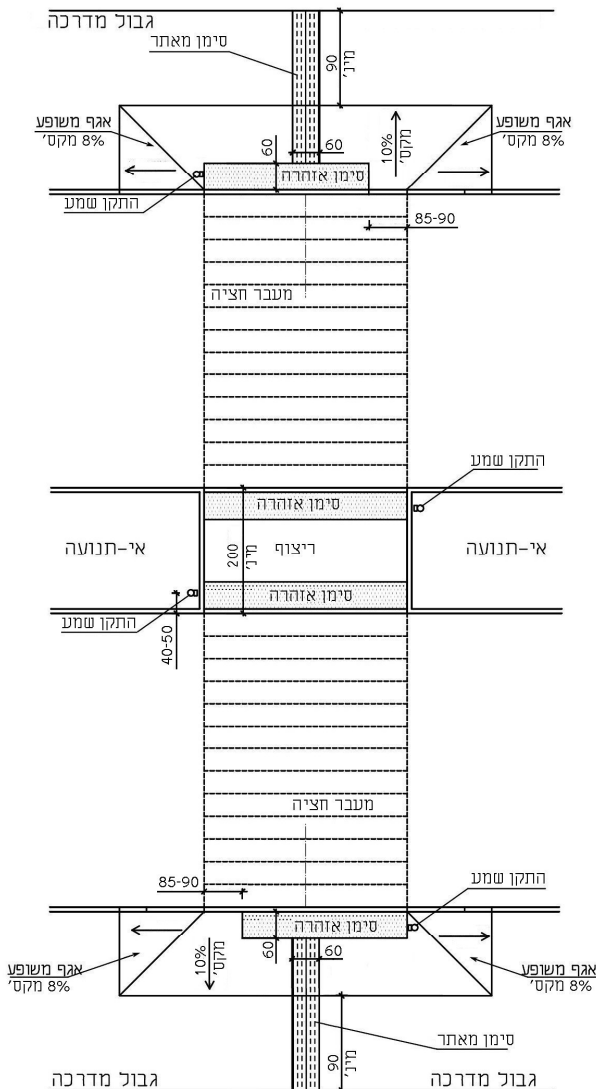 גבול מדרכה
סימן מאתר
90
מינ'
אגף משופע
8% מקס'
60
60
10%
מקס'
אגף משופע
8% מקס'
סימן אזהרה
התקן שמע
85-90
מעבר חציה
התקן שמע
סימן אזהרה
אי-תנועה
200
מינ'
ריצוף
אי-תנועה
סימן אזהרה
התקן שמע
40-50
מעבר חציה
85-90
התקן שמע
סימן אזהרה
60
60
10%
מקס'
אגף משופע
8% מקס'
אגף משופע
8% מקס'
סימן מאתר
90
מינ'
גבול מדרכה
גבול מדרכה